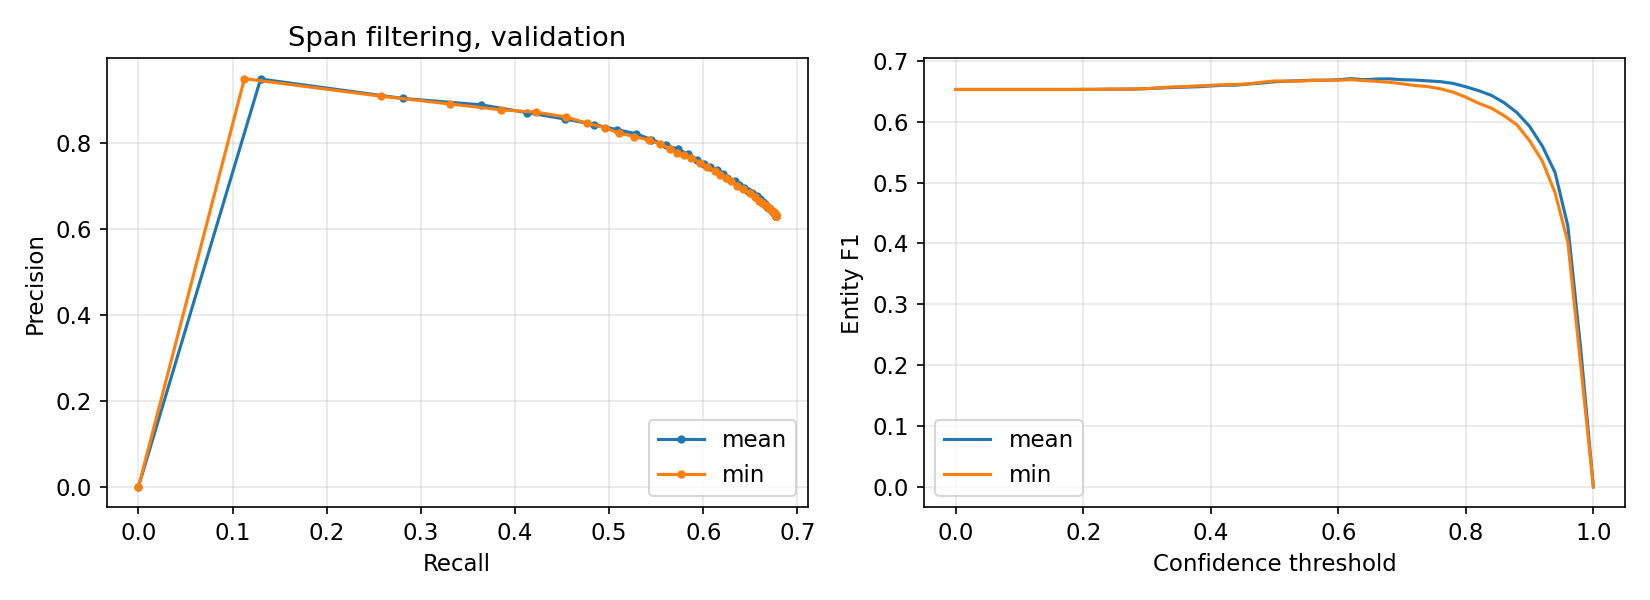 Span filtering, validation
Precision
0.8
0.6
0.4
0.2
0.0
mean
min
0.0 0.1 0.2 0.3 0.4 0.5 0.6 0.7
Recall
Entity F1
0.7
0.6
0.5
0.4
0.3
0.2
0.1
0.0
mean
min
0.0 0.2 0.4 0.6 0.8 1.0
Confidence threshold